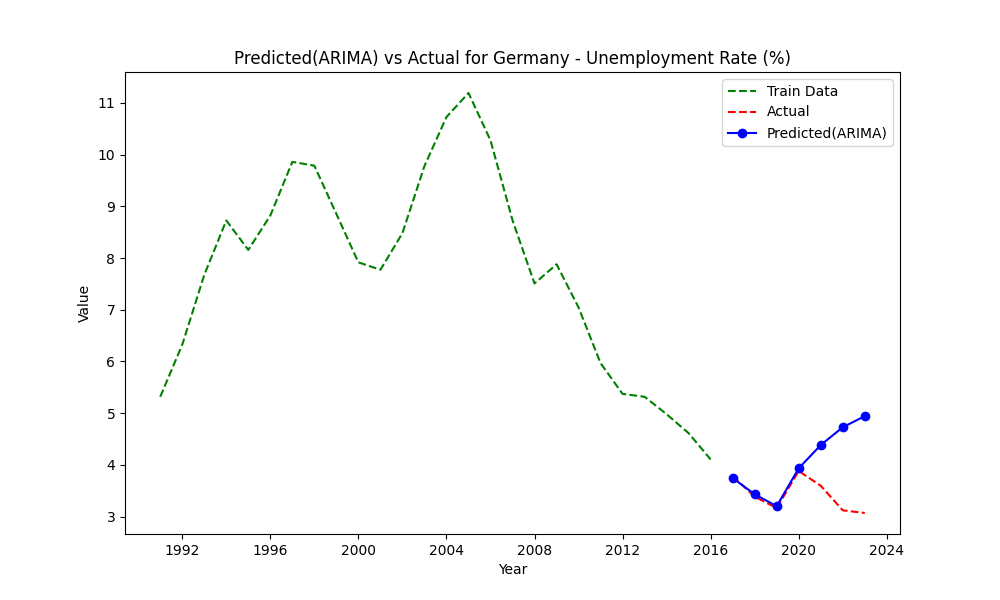 Predicted(ARIMA) vs Actual for Germany - Unemployment Rate (%)
Train Data
Actual
Predicted(ARIMA)
11
10
9
8
7
6
5
4
3
Value
1992 1996 2000 2004 2008 2012 2016 2020 2024
Year